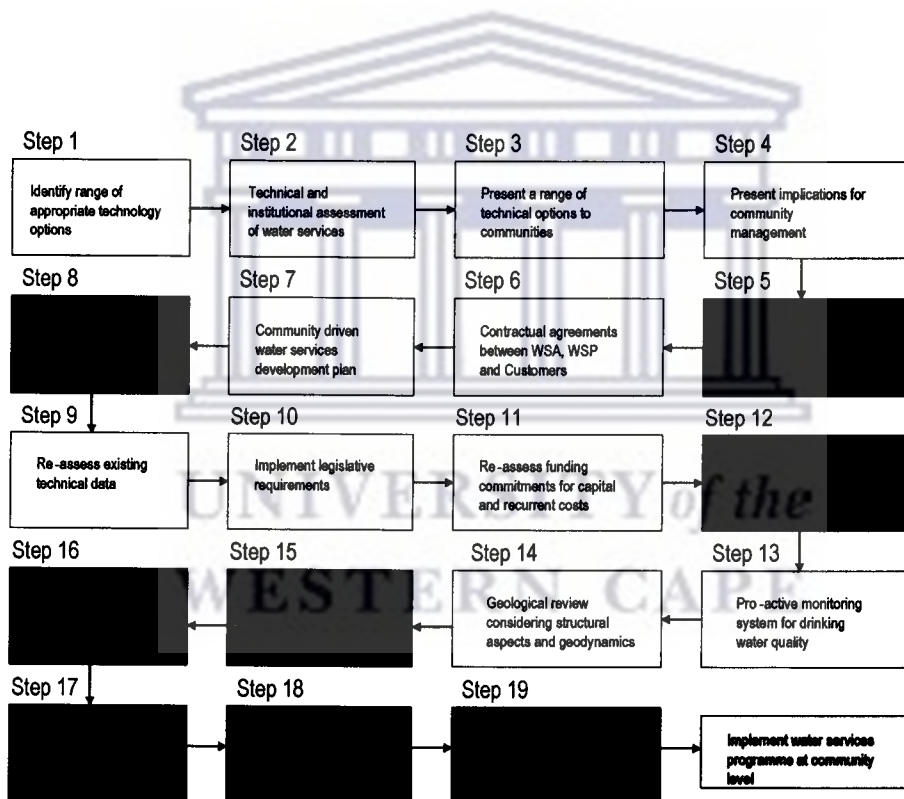 Step 1
Step 2
Step 3
Step 4
Identify range of
appropriate technology
options
Technical and
institutional assessment
of water services
Present a range of
technical options to
communities
Present implications for
community
management
Step 8
Step 7
Step 6
Step 5
Community driven
water services
development plan
Contractual agreements
between WSA, WSP
and Customers
Step 9
Step 10
Step 11
Step 12
Re-assess existing
technical data
Implement legislative
requirements
Re-assess funding
commitments for capital
and recurrent costs
UNIVERSITY of the
Step 16
Step 15
Step 14
Step 13
WESTERN CAPE
Geological review
considering structural
aspects and geodynamics
Pro-active monitoring
system for drinking
water quality
Step 17
Step 18
Step 19
Implement water services
programme at community
level